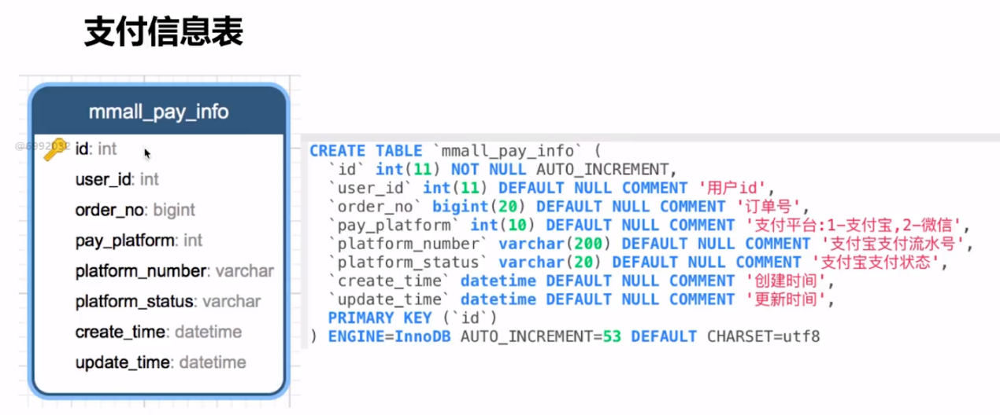 支付信息表
mmall_pay_info
@6992032
id: int
user_id: int
order_no: bigint
pay_platform: int
platform_number: varchar
platform_status: varchar
create_time: datetime
update_time: datetime
CREATE TABLE `mmall_pay_info` (
`id` int(11) NOT NULL AUTO_INCREMENT,
`user_id` int(11) DEFAULT NULL COMMENT '用户id',
`order_no` bigint(20) DEFAULT NULL COMMENT '订单号',
`pay_platform` int(10) DEFAULT NULL COMMENT '支付平台:1-支付宝,2-微信',
`platform_number` varchar(200) DEFAULT NULL COMMENT '支付宝支付流水号',
`platform_status` varchar(20) DEFAULT NULL COMMENT '支付宝支付状态',
`create_time` datetime DEFAULT NULL COMMENT '创建时间',
`update_time` datetime DEFAULT NULL COMMENT '更新时间',
PRIMARY KEY (`id`)
) ENGINE=InnoDB AUTO_INCREMENT=53 DEFAULT CHARSET=utf8